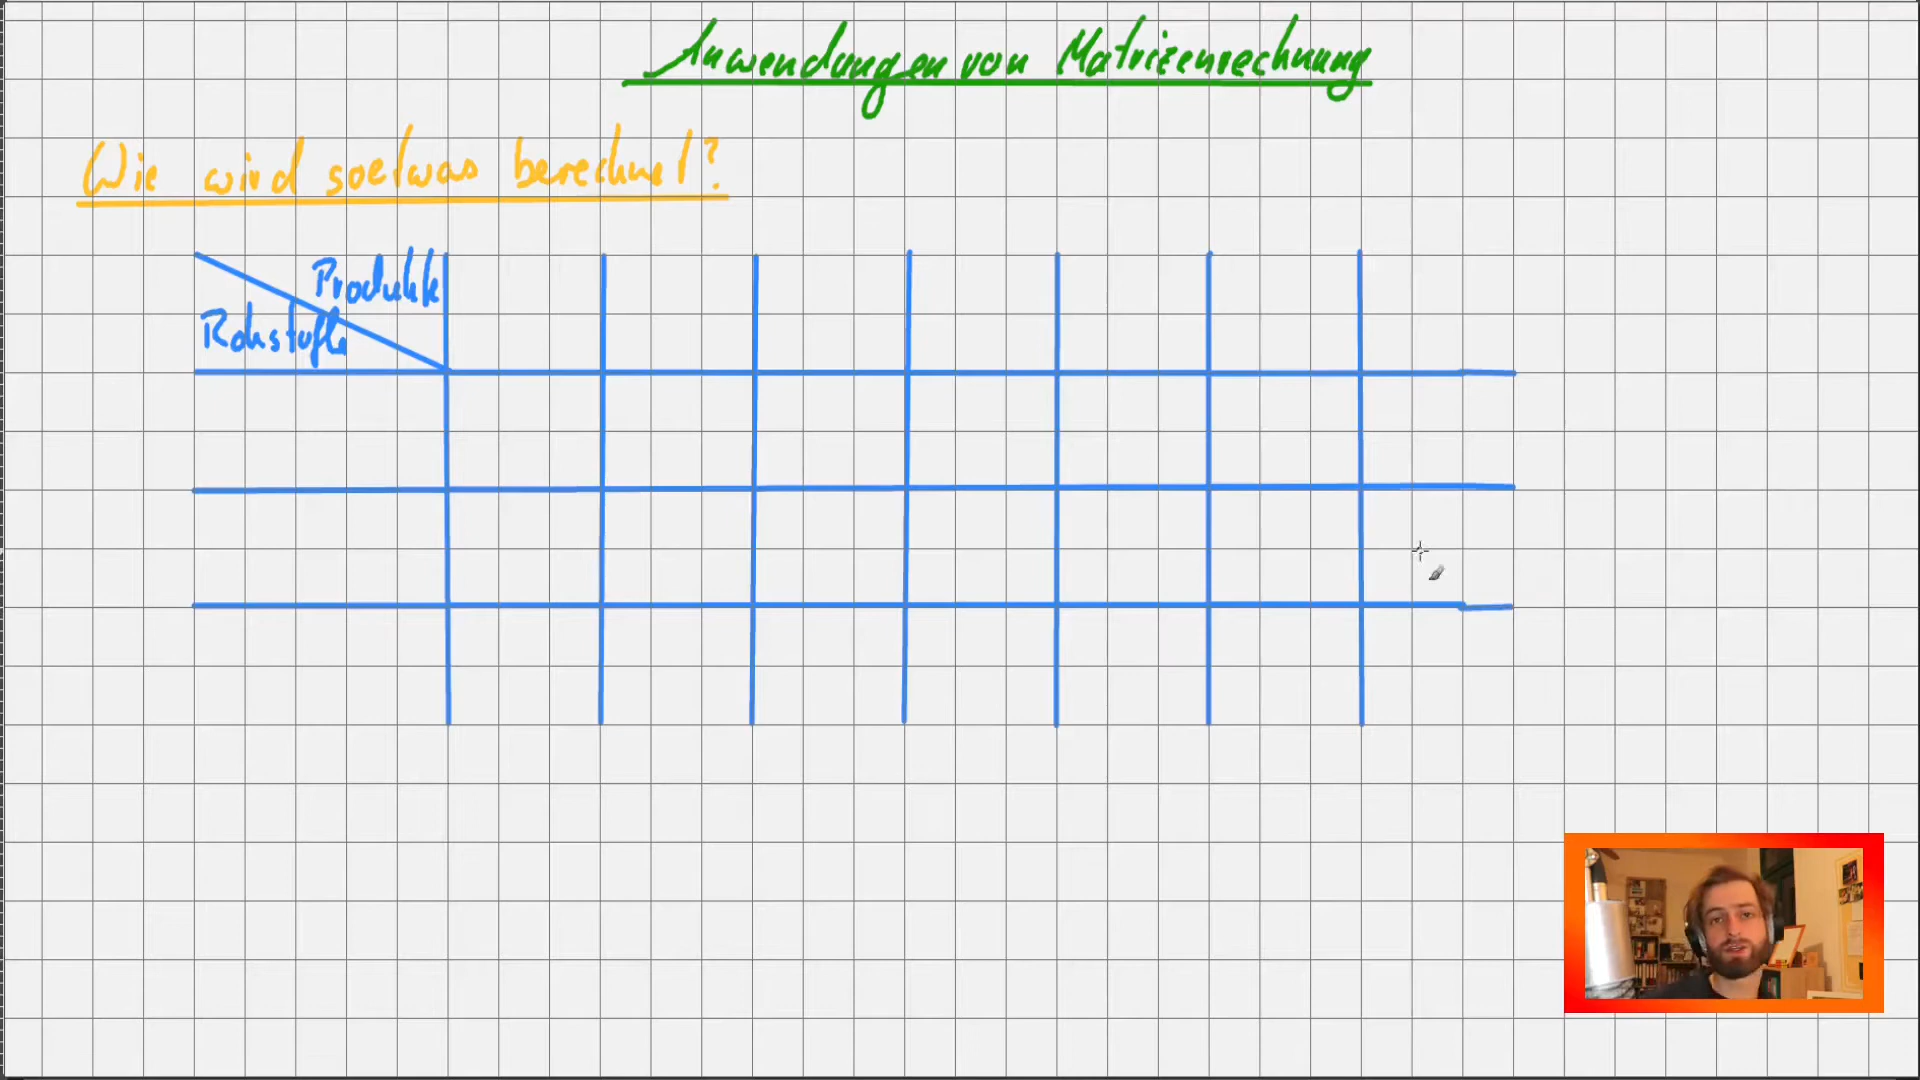 Anwendungen von Matrizenrechnung
Wie wird soetwas berechnet?
Produkte
Rohstoffe